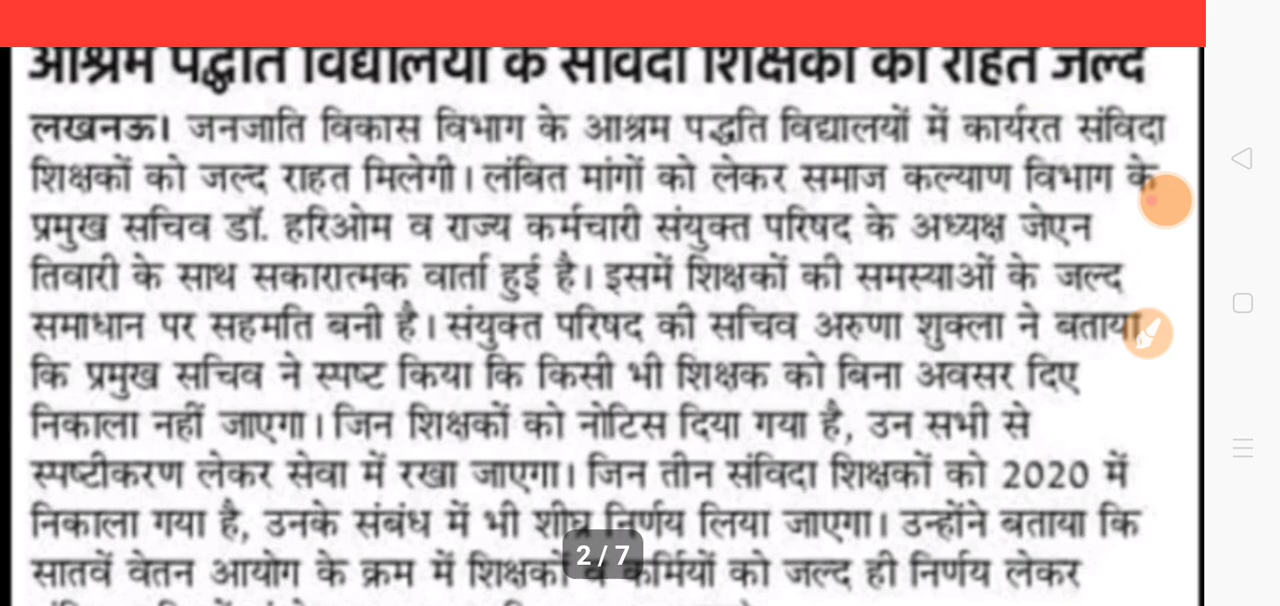 आश्रम पद्धति विद्यालयों के संविदा शिक्षकों को राहत जल्द
लखनऊ। जनजाति विकास विभाग के आश्रम पद्धति विद्यालयों में कार्यरत संविदा
शिक्षकों को जल्द राहत मिलेगी। लंबित मांगों को लेकर समाज कल्याण विभाग के
प्रमुख सचिव डॉ. हरिओम व राज्य कर्मचारी संयुक्त परिषद के अध्यक्ष जेएन
तिवारी के साथ सकारात्मक वार्ता हुई है। इसमें शिक्षकों की समस्याओं के जल्द
समाधान पर सहमति बनी है। संयुक्त परिषद की सचिव अरुणा शुक्ला ने बताया
कि प्रमुख सचिव ने स्पष्ट किया कि किसी भी शिक्षक को बिना अवसर दिए
निकाला नहीं जाएगा। जिन शिक्षकों को नोटिस दिया गया है, उन सभी से
स्पष्टीकरण लेकर सेवा में रखा जाएगा। जिन तीन संविदा शिक्षकों को 2020 में
निकाला गया है, उनके संबंध में भी शीघ्र निर्णय लिया जाएगा। उन्होंने बताया कि
सातवें वेतन आयोग के क्रम में शिक्षकों व कर्मियों को जल्द ही निर्णय लेकर
2/7